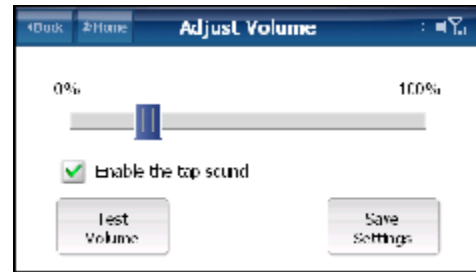 Back Home Adjust Volume
0% 100%
Enable the tap sound
Test Save
Volume Settings